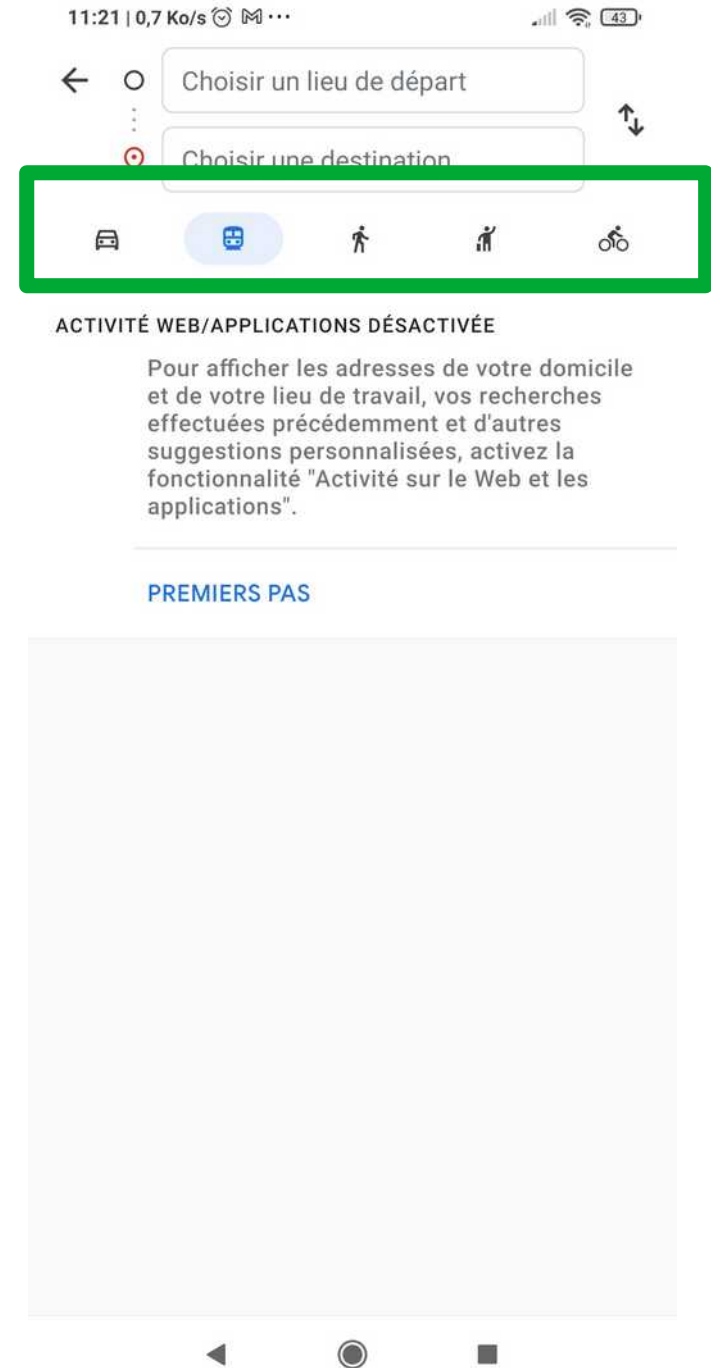 11:21 | 0,7 Ko/s
43
Choisir un lieu de départ
Choisir une destination
ACTIVITÉ WEB/APPLICATIONS DÉSACTIVÉE
Pour afficher les adresses de votre domicile
et de votre lieu de travail, vos recherches
effectuées précédemment et d'autres
suggestions personnalisées, activez la
fonctionnalité "Activité sur le Web et les
applications".
PREMIERS PAS